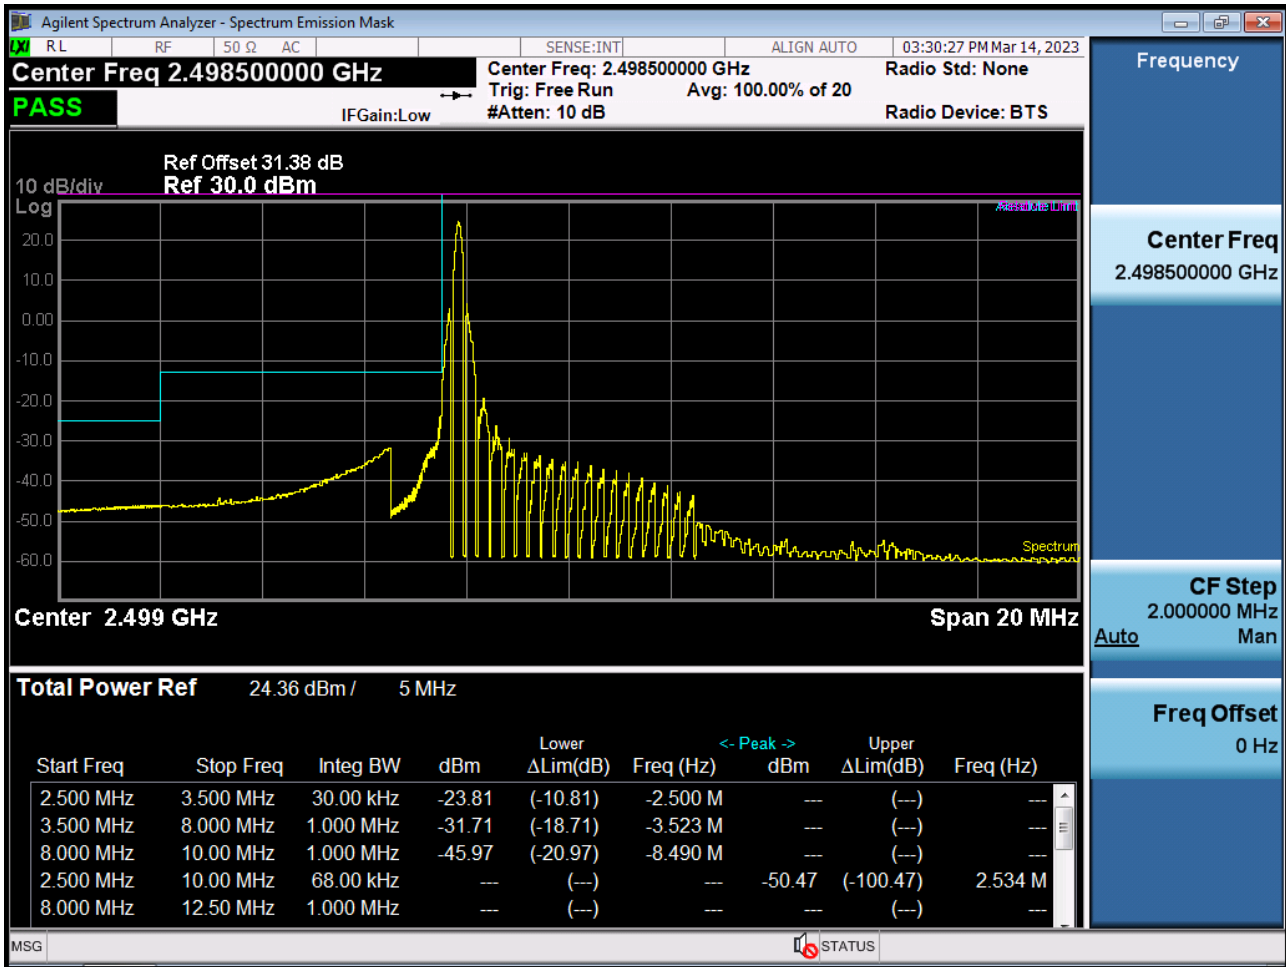 Agilent Spectrum Analyzer - Spectrum Emission Mask
LXI RL RF 50 Ω AC SENSE:INT ALIGN AUTO 03:30:27 PM Mar 14, 2023
Center Freq 2.498500000 GHz
Center Freq: 2.498500000 GHz Radio Std: None
Trig: Free Run Avg: 100.00% of 20
PASS
IFGain:Low #Atten: 10 dB Radio Device: BTS
Ref Offset 31.38 dB
10 dB/div Ref 30.0 dBm
Log
Absolute Limit
20.0
10.0
0.00
-10.0
-20.0
-30.0
-40.0
-50.0
Spectrum
-60.0
Center 2.499 GHz Span 20 MHz
Total Power Ref 24.36 dBm / 5 MHz
Lower <- Peak -> Upper
Start Freq Stop Freq Integ BW dBm ΔLim(dB) Freq (Hz) dBm ΔLim(dB) Freq (Hz)
2.500 MHz 3.500 MHz 30.00 kHz -23.81 (-10.81) -2.500 M --- (---) ---
3.500 MHz 8.000 MHz 1.000 MHz -31.71 (-18.71) -3.523 M --- (---) ---
8.000 MHz 10.00 MHz 1.000 MHz -45.97 (-20.97) -8.490 M --- (---) ---
2.500 MHz 10.00 MHz 68.00 kHz --- (---) --- -50.47 (-100.47) 2.534 M
8.000 MHz 12.50 MHz 1.000 MHz --- (---) --- --- (---) ---
MSG STATUS
Frequency
Center Freq
2.498500000 GHz
CF Step
2.000000 MHz
Auto Man
Freq Offset
0 Hz